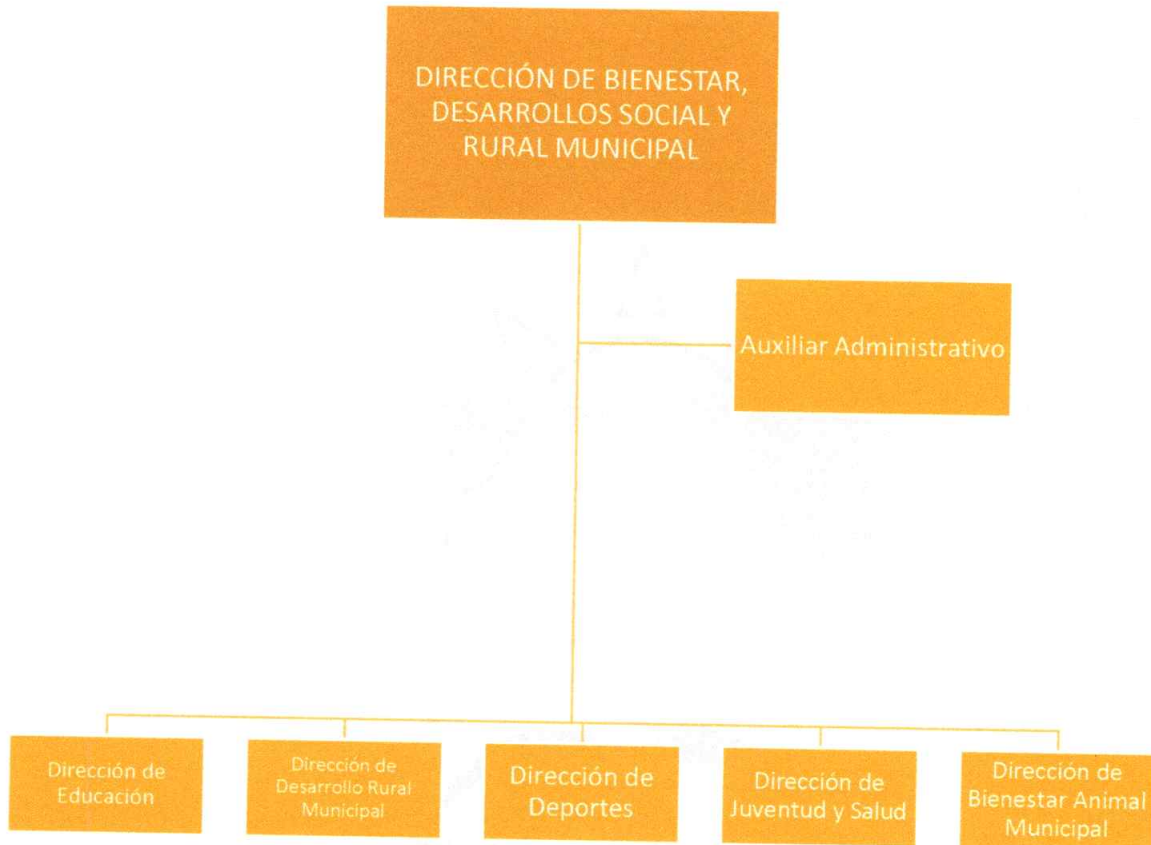 DIRECCIÓN DE BIENESTAR,
DESARROLLOS SOCIAL Y
RURAL MUNICIPAL
Auxiliar Administrativo
Dirección de
Educación
Dirección de
Desarrollo Rural
Municipal
Dirección de
Deportes
Dirección de
Juventud y Salud
Dirección de
Bienestar Animal
Municipal